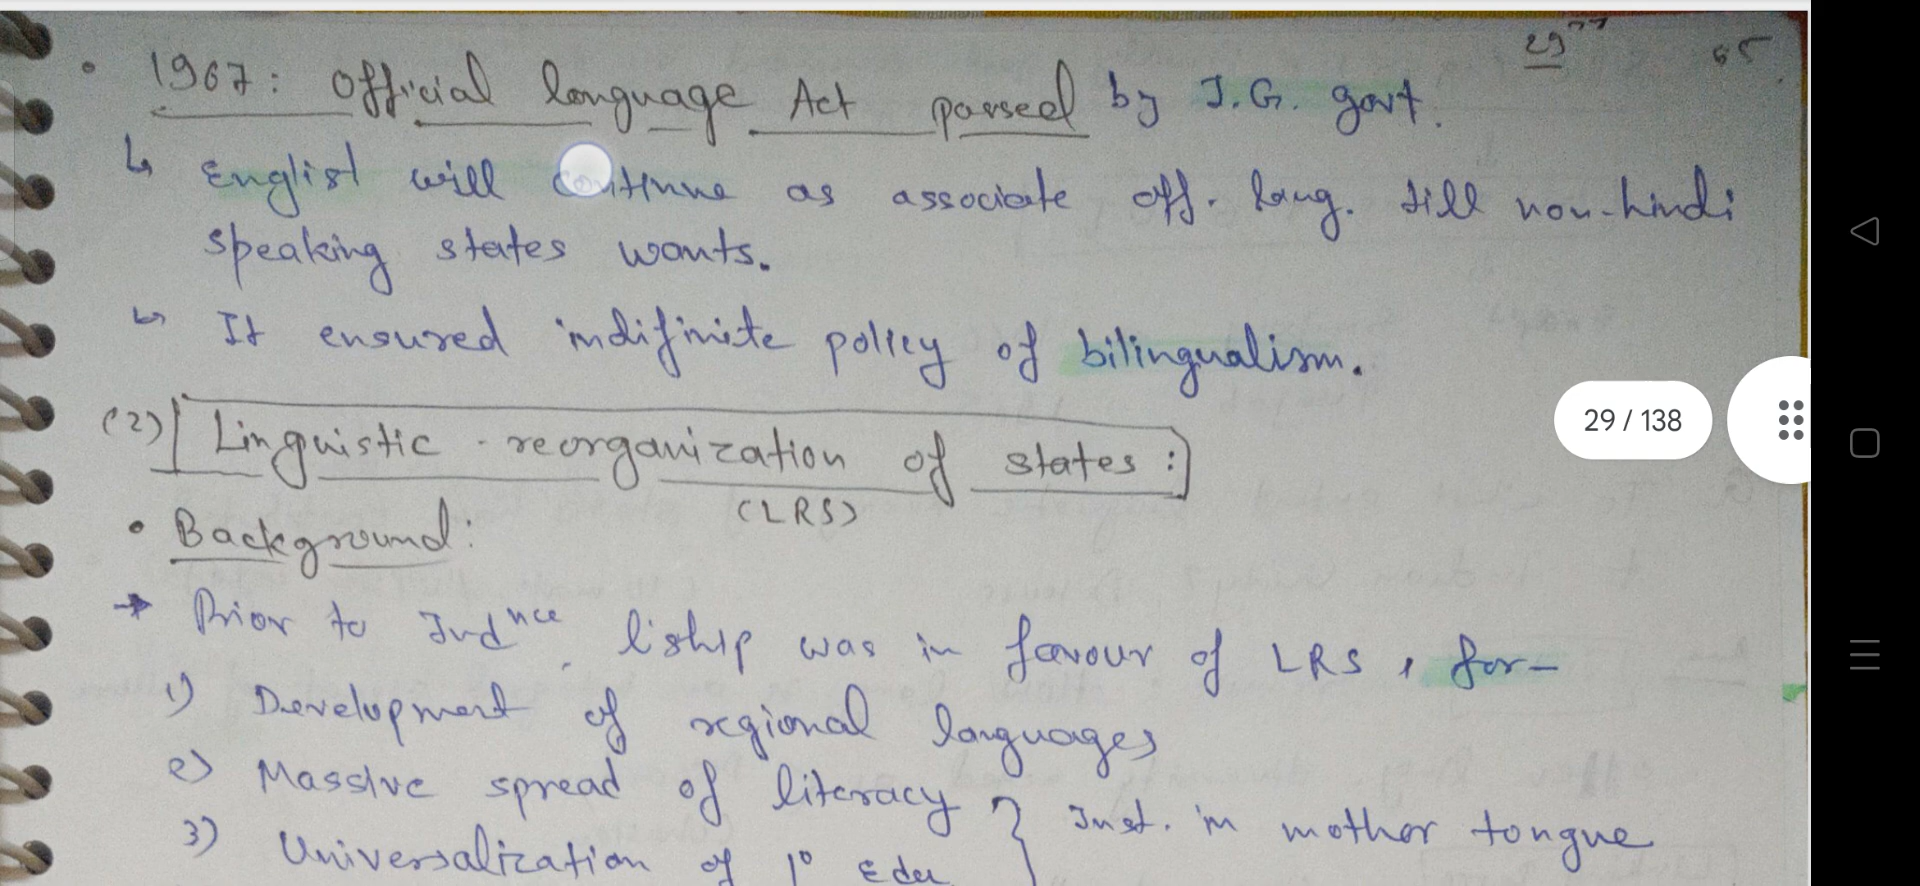 29 65
• 1967: Official language Act passed by I.G. govt.
↳ Englist will continue as associate off. lang. till non-hindi
speaking states wants.
↳ It ensured indifinite policy of bilingualism.
29 / 138
(2) Linguistic reorganization of states:
(LRS)
• Background:
→ Prior to Indnce, l'ship was in favour of LRS, for-
1) Development of regional languages
2) Massive spread of literacy } Inst. in mother tongue
3) Universalization of 1° Edu